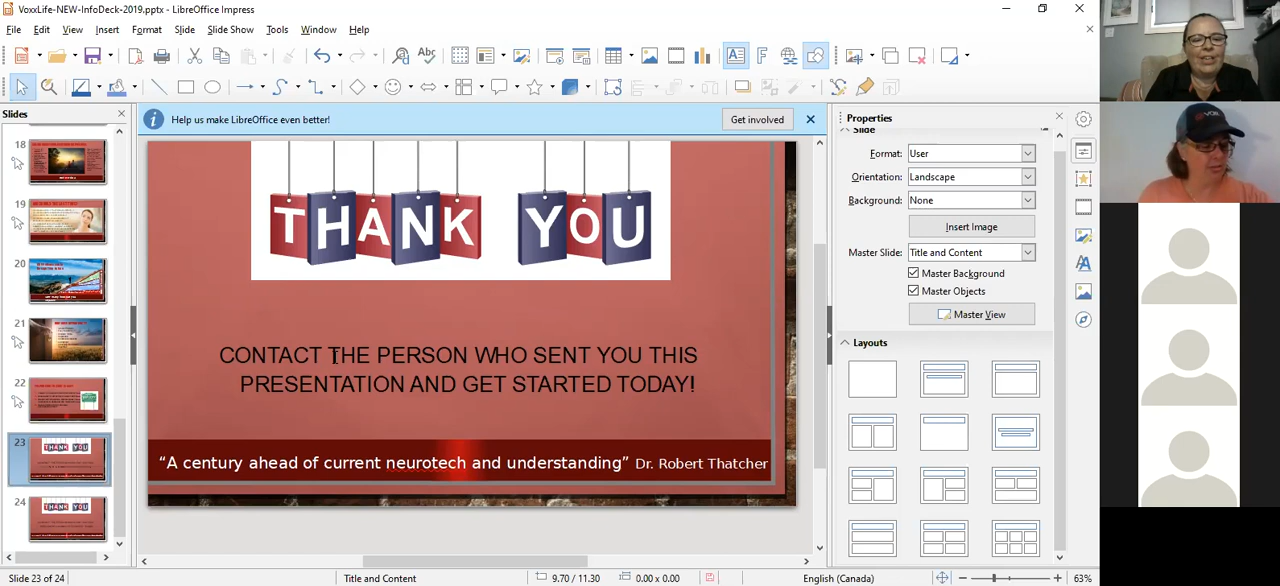 VoxxLife-NEW-InfoDeck-2019.pptx - LibreOffice Impress
File Edit View Insert Format Slide Slide Show Tools Window Help
Abc
Slides
Help us make LibreOffice even better!
Get involved
Properties
Slide
Format: User
Orientation: Landscape
Background: None
Insert Image
Master Slide: Title and Content
Master Background
Master Objects
Master View
Layouts
18
19
20
21
22
23
THANK YOU
24
THANK YOU
THANK YOU
CONTACT THE PERSON WHO SENT YOU THIS
PRESENTATION AND GET STARTED TODAY!
“A century ahead of current neurotech and understanding” Dr. Robert Thatcher
Slide 23 of 24
Title and Content
9.70 / 11.30
0.00 x 0.00
English (Canada)
63%